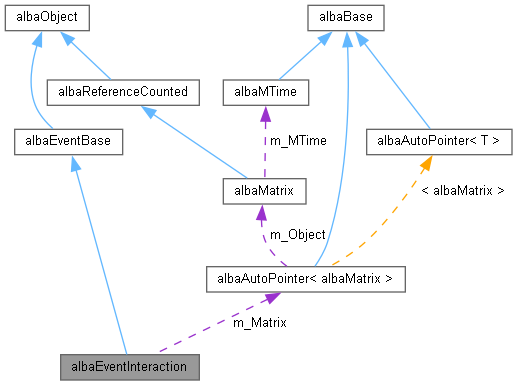 albaObject
albaBase
albaReferenceCounted
albaMTime
albaEventBase
albaAutoPointer< T >
m_MTime
albaMatrix
< albaMatrix >
m_Object
albaAutoPointer< albaMatrix >
m_Matrix
albaEventInteraction